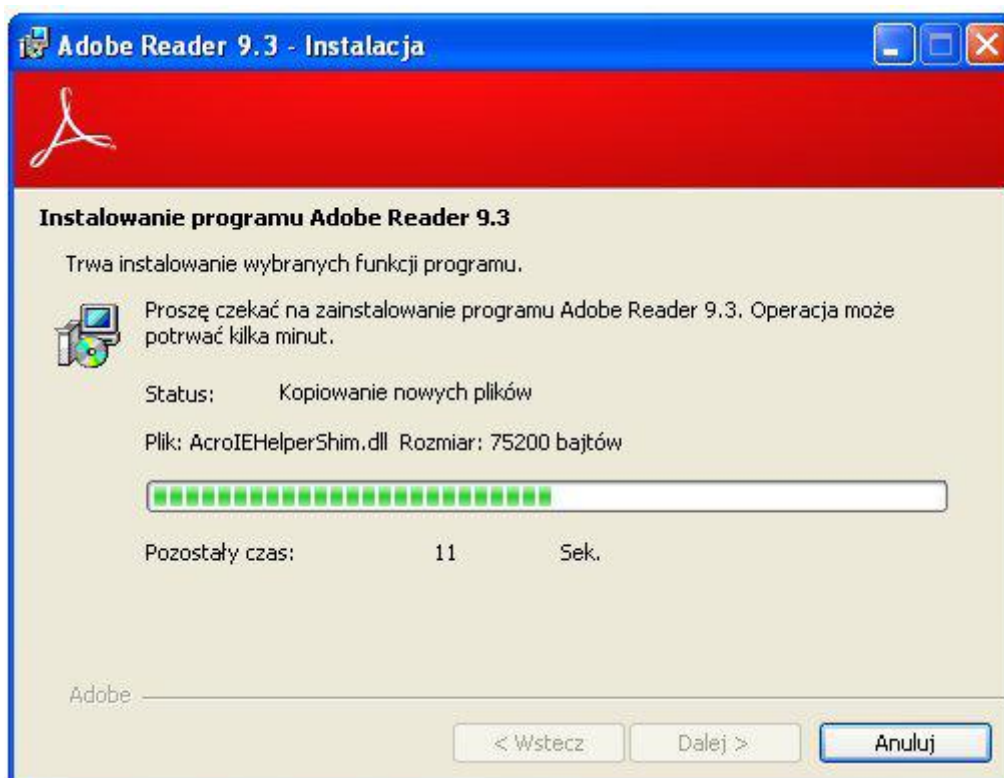 Adobe Reader 9.3 - Instalacja
Instalowanie programu Adobe Reader 9.3
Trwa instalowanie wybranych funkcji programu.
Proszę czekać na zainstalowanie programu Adobe Reader 9.3. Operacja może
potrwać kilka minut.
Status: Kopiowanie nowych plików
Plik: AcroIEHelperShim.dll Rozmiar: 75200 bajtów
Pozostały czas: 11 Sek.
Adobe
< Wstecz Dalej > Anuluj